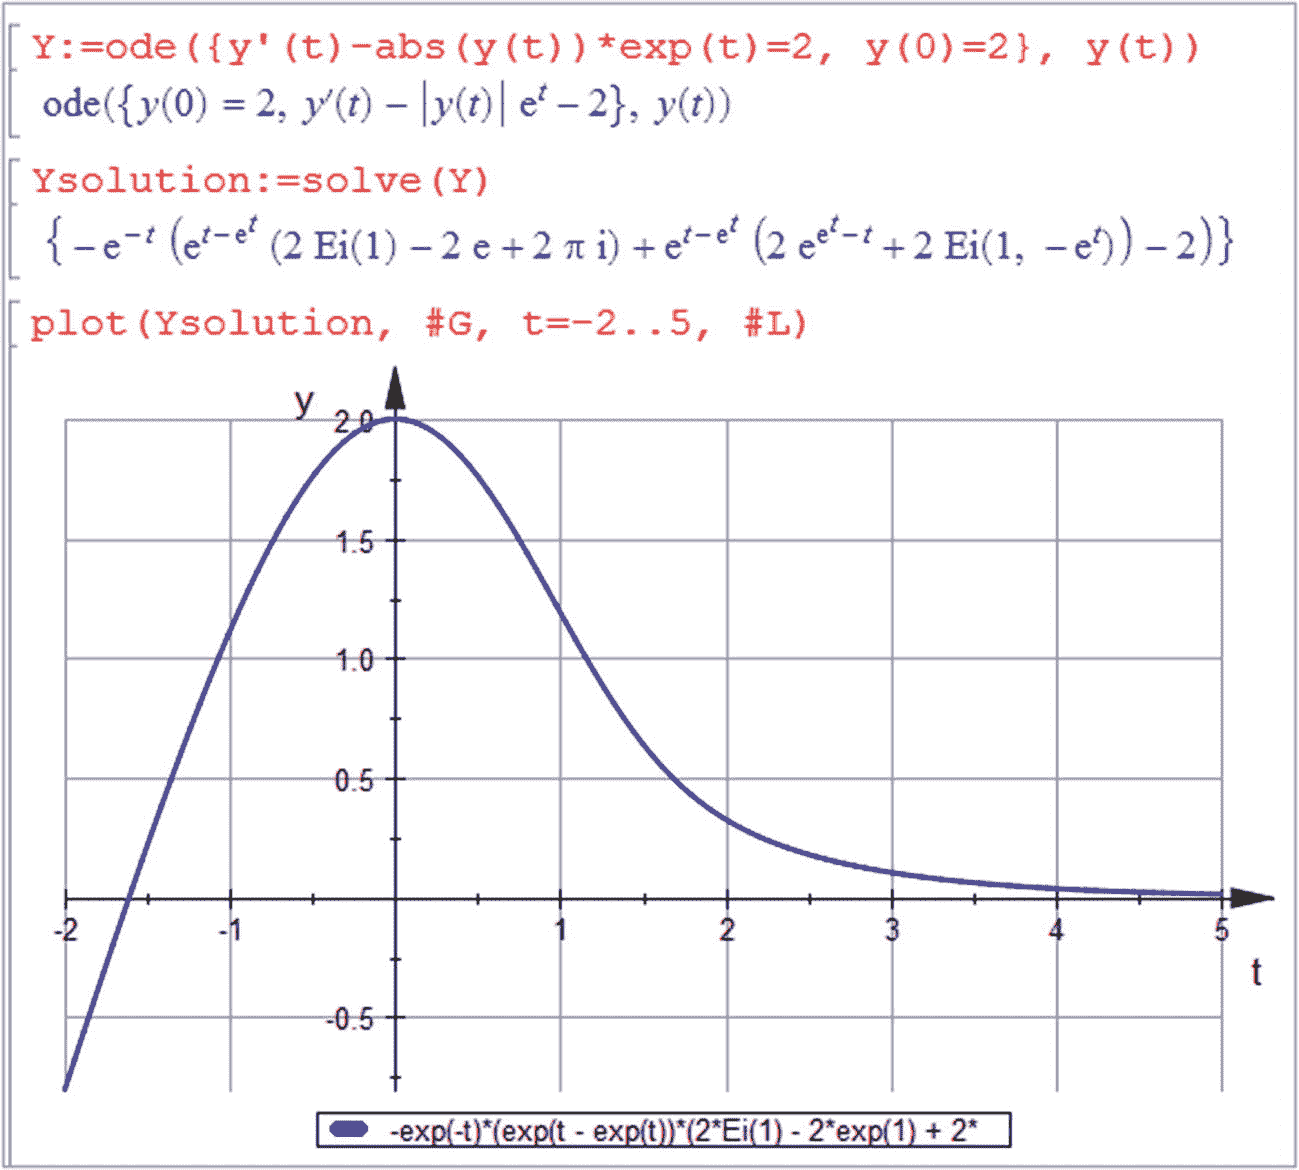 Y:=ode({y'(t)-abs(y(t))*exp(t)=2, y(0)=2}, y(t))
ode({y(0) = 2, y′(t) − |y(t)| e^t − 2}, y(t))
Ysolution:=solve(Y)
{−e^(−t) (e^(t−e^t) (2 Ei(1) − 2 e + 2 π i) + e^(t−e^t) (2 e^(e^t−t) + 2 Ei(1, −e^t)) − 2)}
plot(Ysolution, #G, t=-2..5, #L)
y
2.0
1.5
1.0
0.5
-2 -1 1 2 3 4 5
t
-0.5
-exp(-t)*(exp(t - exp(t))*(2*Ei(1) - 2*exp(1) + 2*